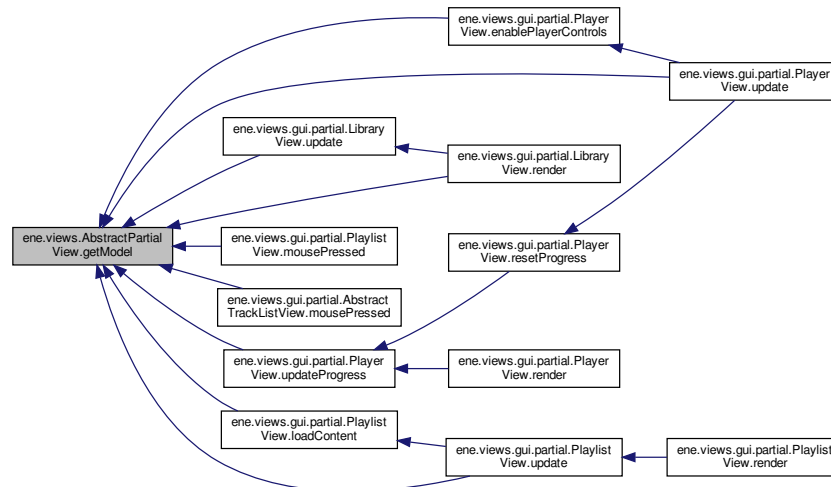 ene.views.gui.partial.Player
View.enablePlayerControls
ene.views.gui.partial.Player
View.update
ene.views.gui.partial.Library
View.update
ene.views.gui.partial.Library
View.render
ene.views.AbstractPartial
View.getModel
ene.views.gui.partial.Playlist
View.mousePressed
ene.views.gui.partial.Player
View.resetProgress
ene.views.gui.partial.Abstract
TrackListView.mousePressed
ene.views.gui.partial.Player
View.updateProgress
ene.views.gui.partial.Player
View.render
ene.views.gui.partial.Playlist
View.loadContent
ene.views.gui.partial.Playlist
View.update
ene.views.gui.partial.Playlist
View.render